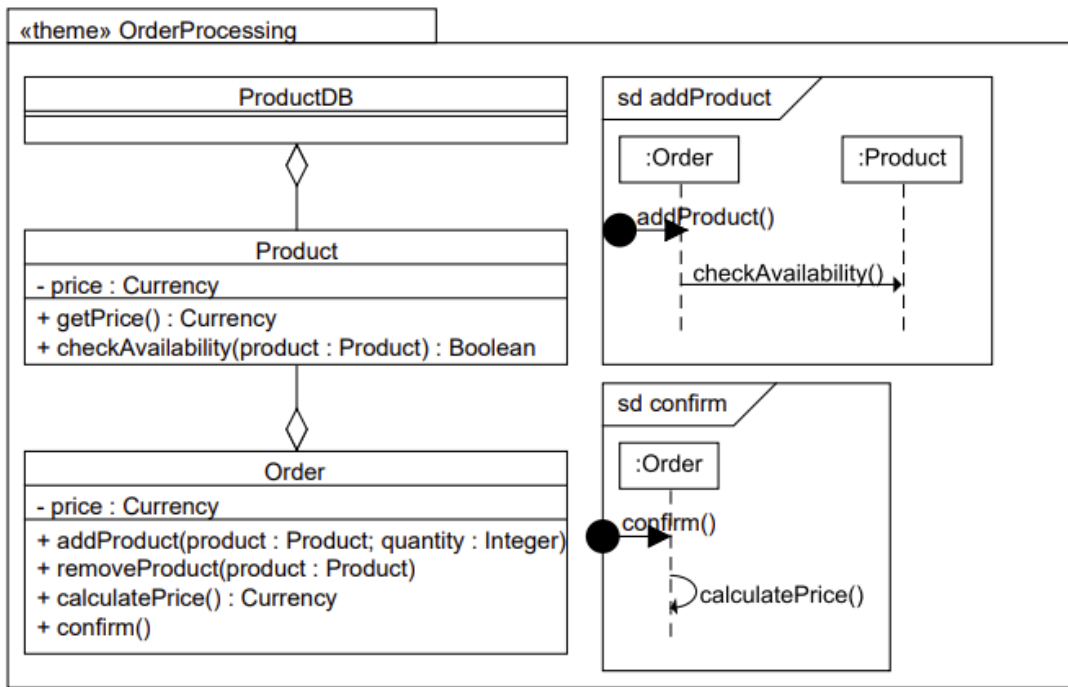 «theme» OrderProcessing
ProductDB
Product
- price : Currency
+ getPrice() : Currency
+ checkAvailability(product : Product) : Boolean
Order
- price : Currency
+ addProduct(product : Product; quantity : Integer)
+ removeProduct(product : Product)
+ calculatePrice() : Currency
+ confirm()
sd addProduct
:Order
:Product
addProduct()
checkAvailability()
sd confirm
:Order
confirm()
calculatePrice()